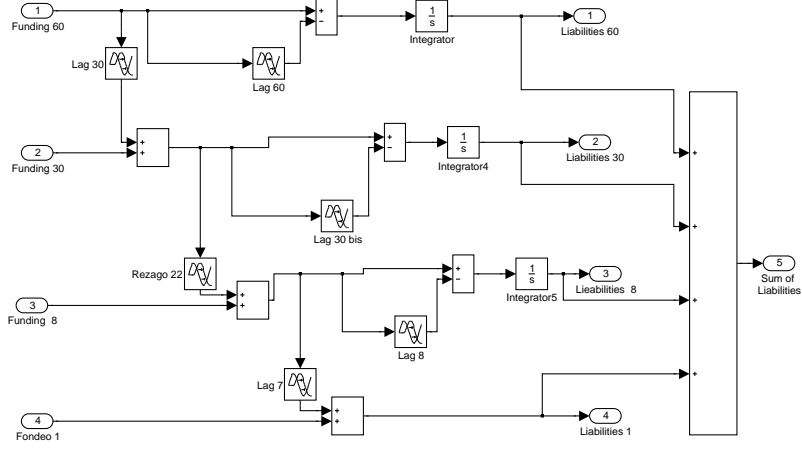 1
Funding 60
+
−
1
s
Integrator
1
Liabilities 60
Lag 30
Lag 60
2
Funding 30
+
+
+
−
1
s
Integrator4
2
Liabilities 30
+
Lag 30 bis
+
Rezago 22
3
Funding  8
+
+
+
−
1
s
Integrator5
3
Lieabilities  8
+
5
Sum of
Liabilities
Lag 8
Lag 7
+
4
Fondeo 1
+
+
4
Liabilities 1